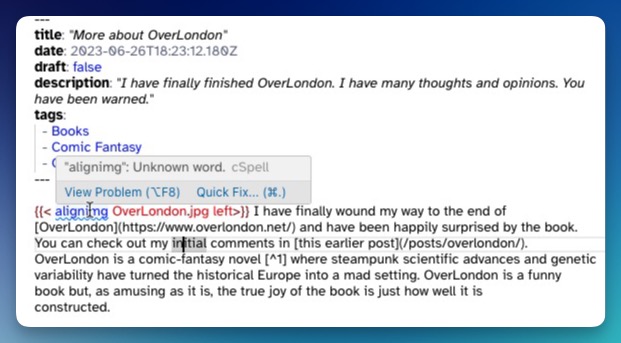 ---
title: "More about OverLondon"
date: 2023-06-26T18:23:12.180Z
draft: false
description: "I have finally finished OverLondon. I have many thoughts and opinions. You
have been warned."
tags:
- Books
- Comic Fantasy
-
"alignimg": Unknown word. cSpell
---
View Problem (⌥F8) Quick Fix... (⌘.)
{{< alignimg OverLondon.jpg left>}} I have finally wound my way to the end of
[OverLondon](https://www.overlondon.net/) and have been happily surprised by the book.
You can check out my initial comments in [this earlier post](/posts/overlondon/).
OverLondon is a comic-fantasy novel [^1] where steampunk scientific advances and genetic
variability have turned the historical Europe into a mad setting. OverLondon is a funny
book but, as amusing as it is, the true joy of the book is just how well it is
constructed.